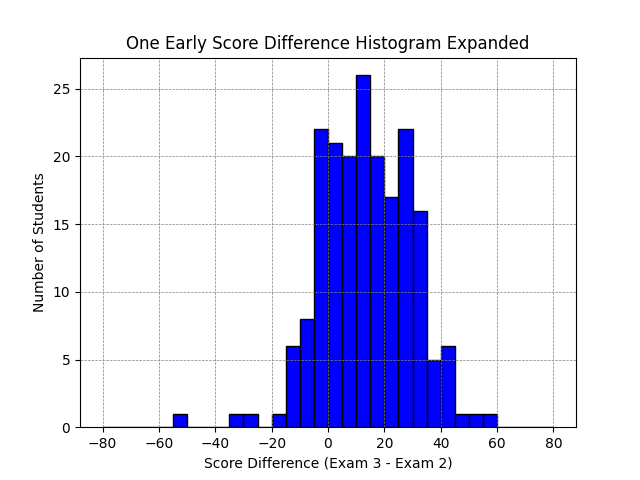 One Early Score Difference Histogram Expanded
Number of Students
25
20
15
10
5
0
−80 −60 −40 −20 0 20 40 60 80
Score Difference (Exam 3 - Exam 2)